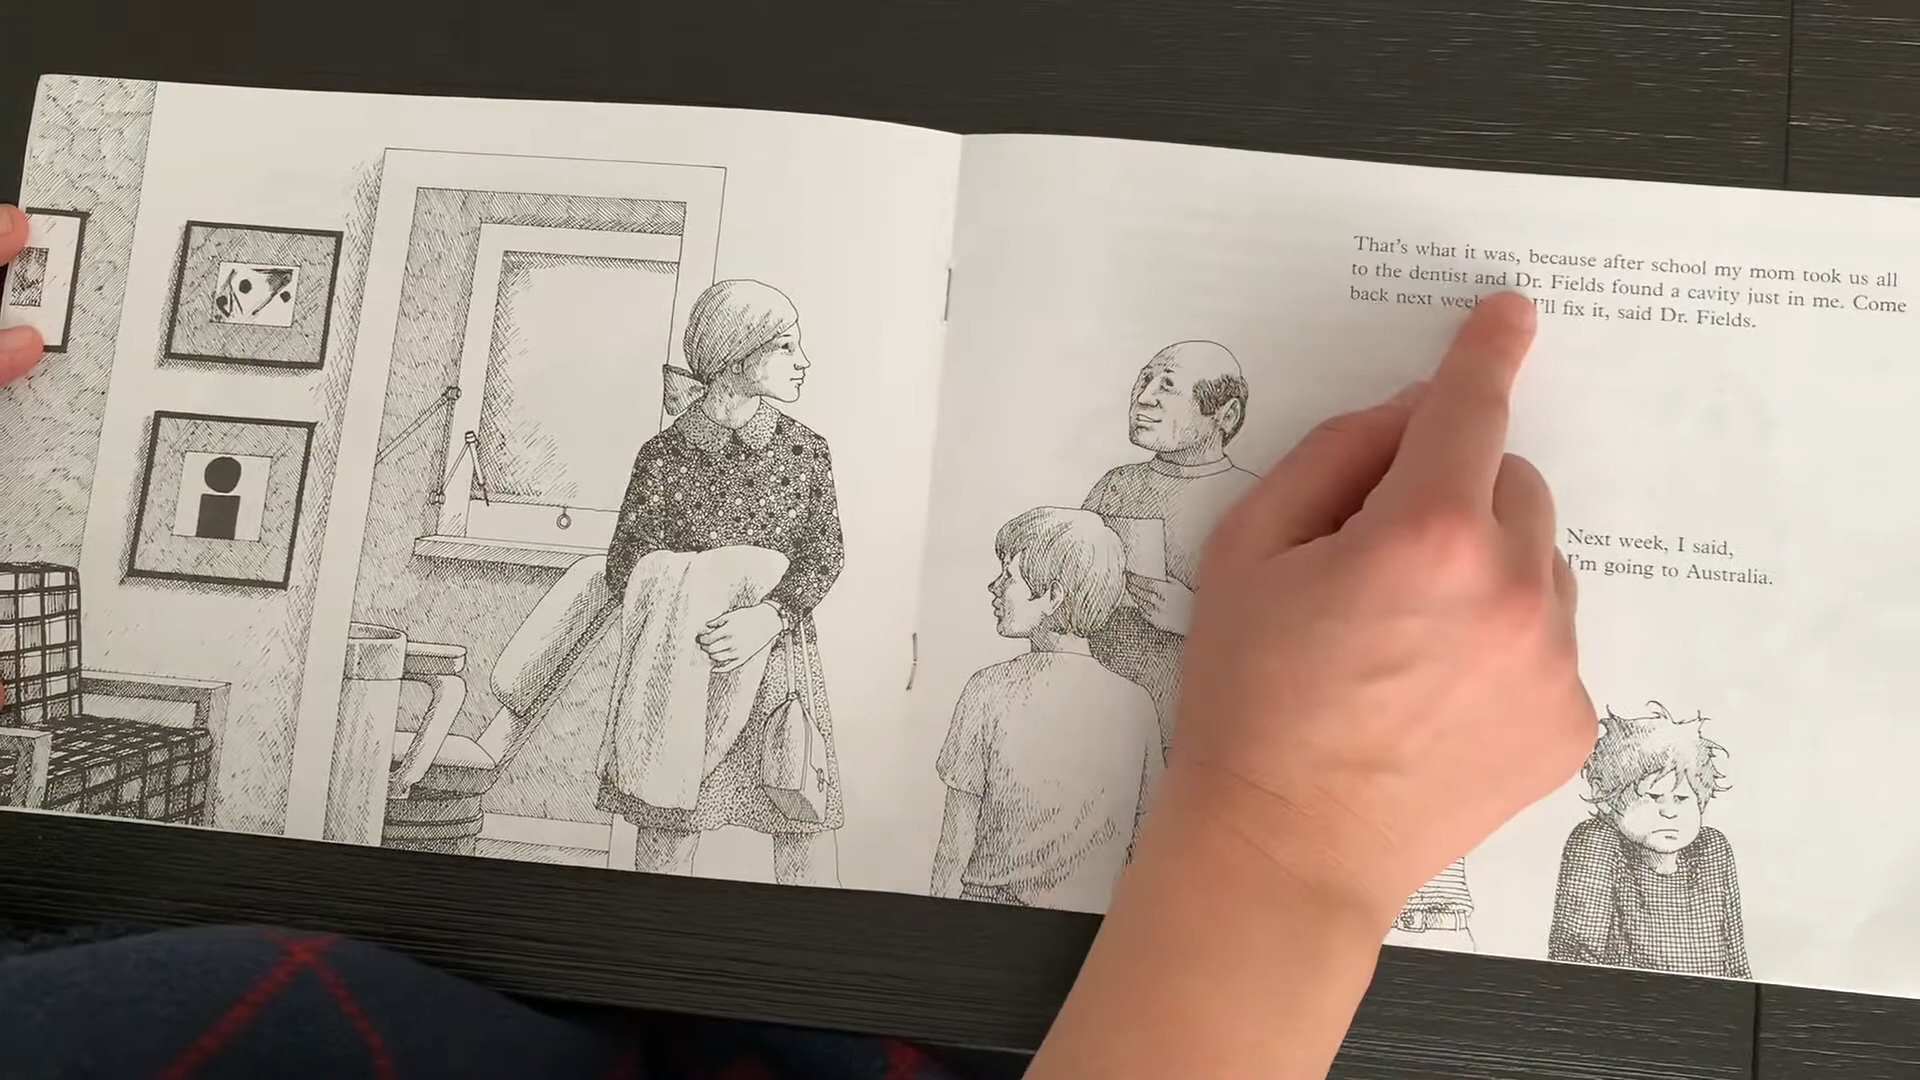 That's what it was, because after school my mom took us all
to the dentist and Dr. Fields found a cavity just in me. Come
back next week I'll fix it, said Dr. Fields.
Next week, I said,
I'm going to Australia.